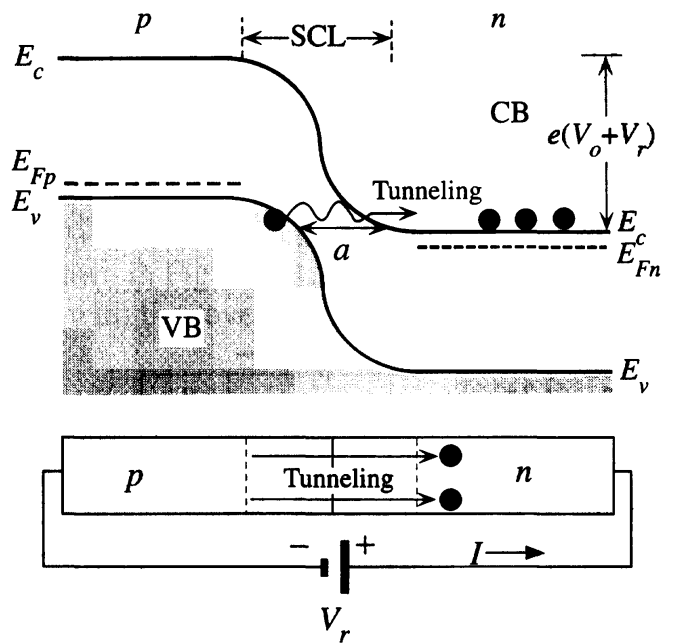 p SCL n
E_c
CB
e(V_o+V_r)
E_Fp
E_v
Tunneling
a
E_c
E_Fn
VB
E_v
p Tunneling n
− +
I
V_r